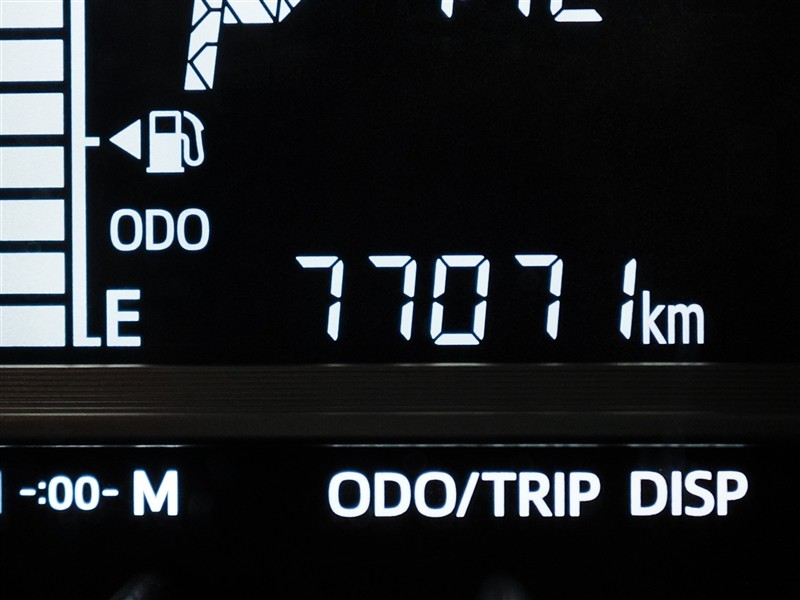 ODO
77071km
E
-:00- M ODO/TRIP DISP